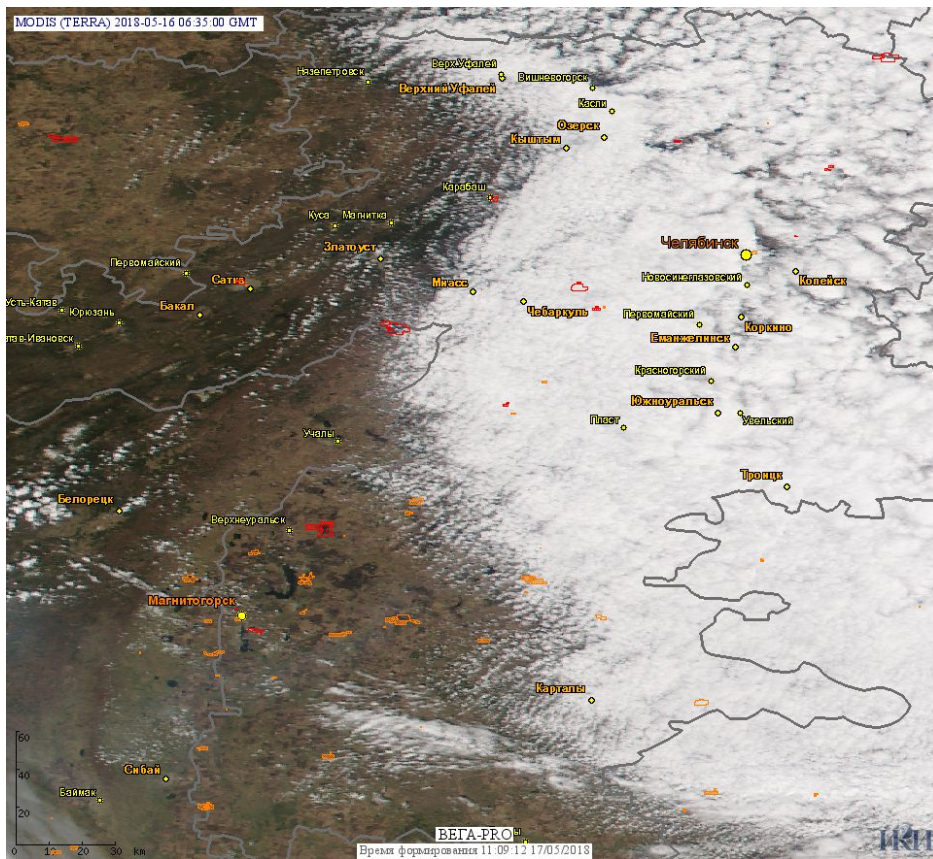 MODIS (TERRA) 2018-05-16 06:35:00 GMT
Верх.Уфалей
Нязепетровск
Вишневогорск
Верхний Уфалей
Касли
Озерск
Кыштым
Карабаш
Куса
Магнитка
Челябинск
Златоуст
Первомайский
Сатка
Миасс
Новосинеглазовский
Копейск
Усть-Катав
Бакал
Юрюзань
Чебаркуль
Первомайский
Коркино
атав-Ивановск
Еманжелинск
Красногорский
Южноуральск
Пласт
Увельский
Учалы
Троицк
Белорецк
Верхнеуральск
Магнитогорск
Карталы
60
40
Сибай
Баймак
20
ы
ВЕГА-PRO
ИКИ
0 10 20 30 km
Время формирования 11:09:12 17/05/2018